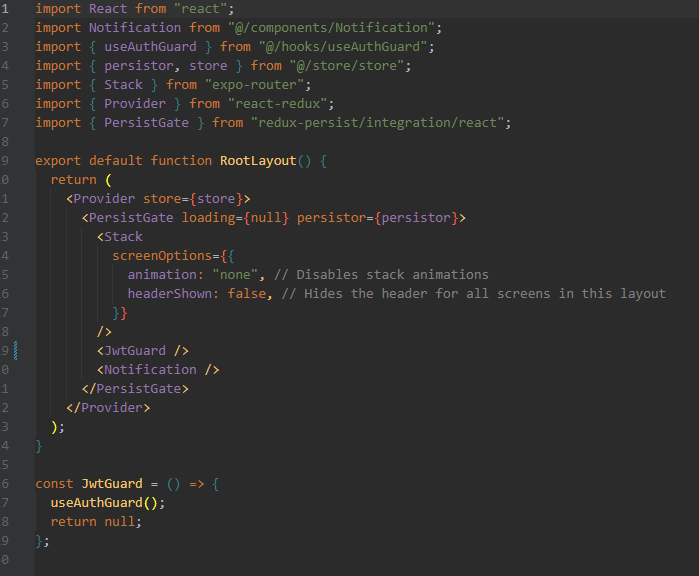 1 import React from "react";
2 import Notification from "@/components/Notification";
3 import { useAuthGuard } from "@/hooks/useAuthGuard";
4 import { persistor, store } from "@/store/store";
5 import { Stack } from "expo-router";
6 import { Provider } from "react-redux";
7 import { PersistGate } from "redux-persist/integration/react";
8
9 export default function RootLayout() {
0   return (
1     <Provider store={store}>
2       <PersistGate loading={null} persistor={persistor}>
3         <Stack
4           screenOptions={{
5             animation: "none", // Disables stack animations
6             headerShown: false, // Hides the header for all screens in this layout
7           }}
8         />
9         <JwtGuard />
0         <Notification />
1       </PersistGate>
2     </Provider>
3   );
4 }
5
6 const JwtGuard = () => {
7   useAuthGuard();
8   return null;
9 };
0